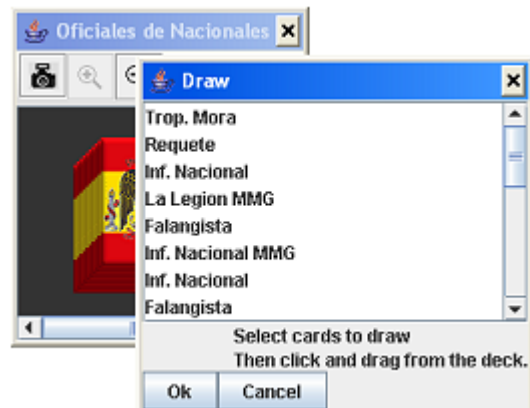 Oficiales de Nacionales
Draw
Trop. Mora
Requete
Inf. Nacional
La Legion MMG
Falangista
Inf. Nacional MMG
Inf. Nacional
Falangista
Select cards to draw
Then click and drag from the deck.
Ok
Cancel